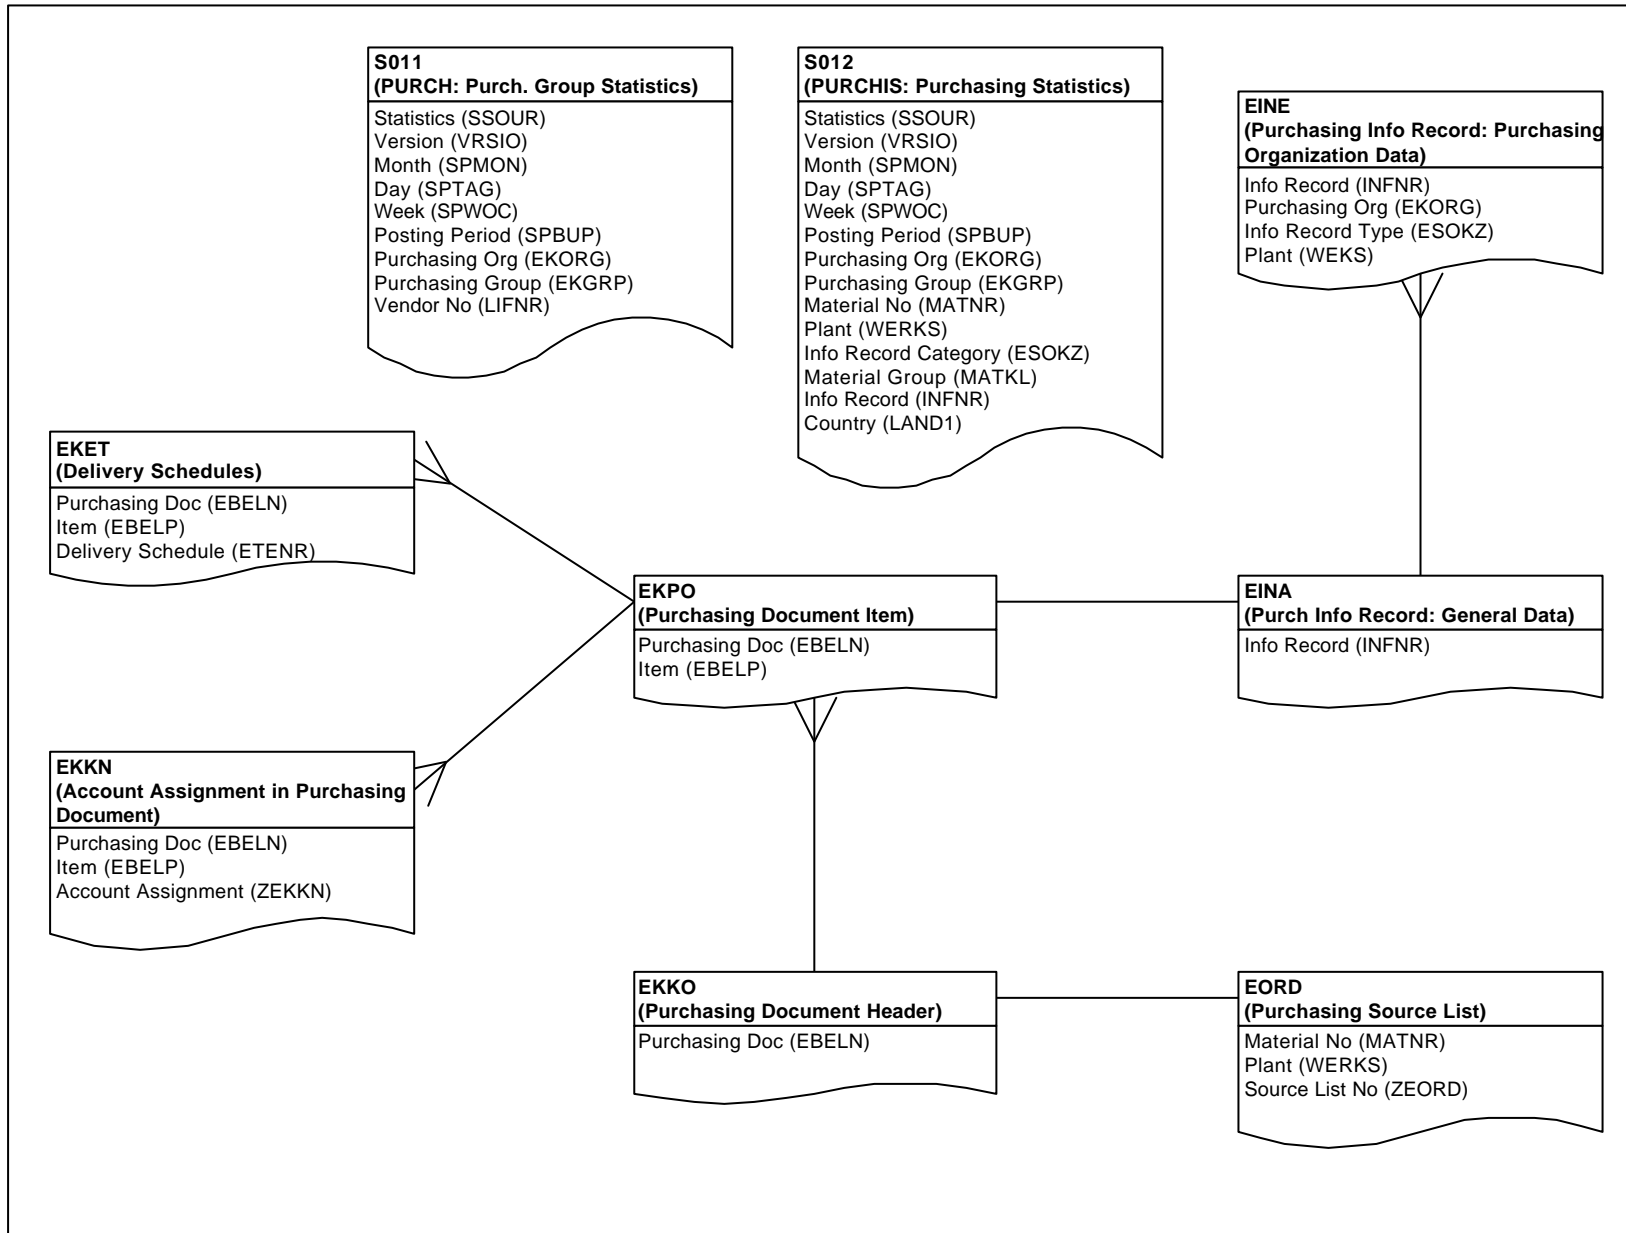 S011
(PURCH: Purch. Group Statistics)
Statistics (SSOUR)
Version (VRSIO)
Month (SPMON)
Day (SPTAG)
Week (SPWOC)
Posting Period (SPBUP)
Purchasing Org (EKORG)
Purchasing Group (EKGRP)
Vendor No (LIFNR)
S012
(PURCHIS: Purchasing Statistics)
Statistics (SSOUR)
Version (VRSIO)
Month (SPMON)
Day (SPTAG)
Week (SPWOC)
Posting Period (SPBUP)
Purchasing Org (EKORG)
Purchasing Group (EKGRP)
Material No (MATNR)
Plant (WERKS)
Info Record Category (ESOKZ)
Material Group (MATKL)
Info Record (INFNR)
Country (LAND1)
EINE
(Purchasing Info Record: Purchasing
Organization Data)
Info Record (INFNR)
Purchasing Org (EKORG)
Info Record Type (ESOKZ)
Plant (WEKS)
EKET
(Delivery Schedules)
Purchasing Doc (EBELN)
Item (EBELP)
Delivery Schedule (ETENR)
EKPO
(Purchasing Document Item)
Purchasing Doc (EBELN)
Item (EBELP)
EINA
(Purch Info Record: General Data)
Info Record (INFNR)
EKKN
(Account Assignment in Purchasing
Document)
Purchasing Doc (EBELN)
Item (EBELP)
Account Assignment (ZEKKN)
EKKO
(Purchasing Document Header)
Purchasing Doc (EBELN)
EORD
(Purchasing Source List)
Material No (MATNR)
Plant (WERKS)
Source List No (ZEORD)